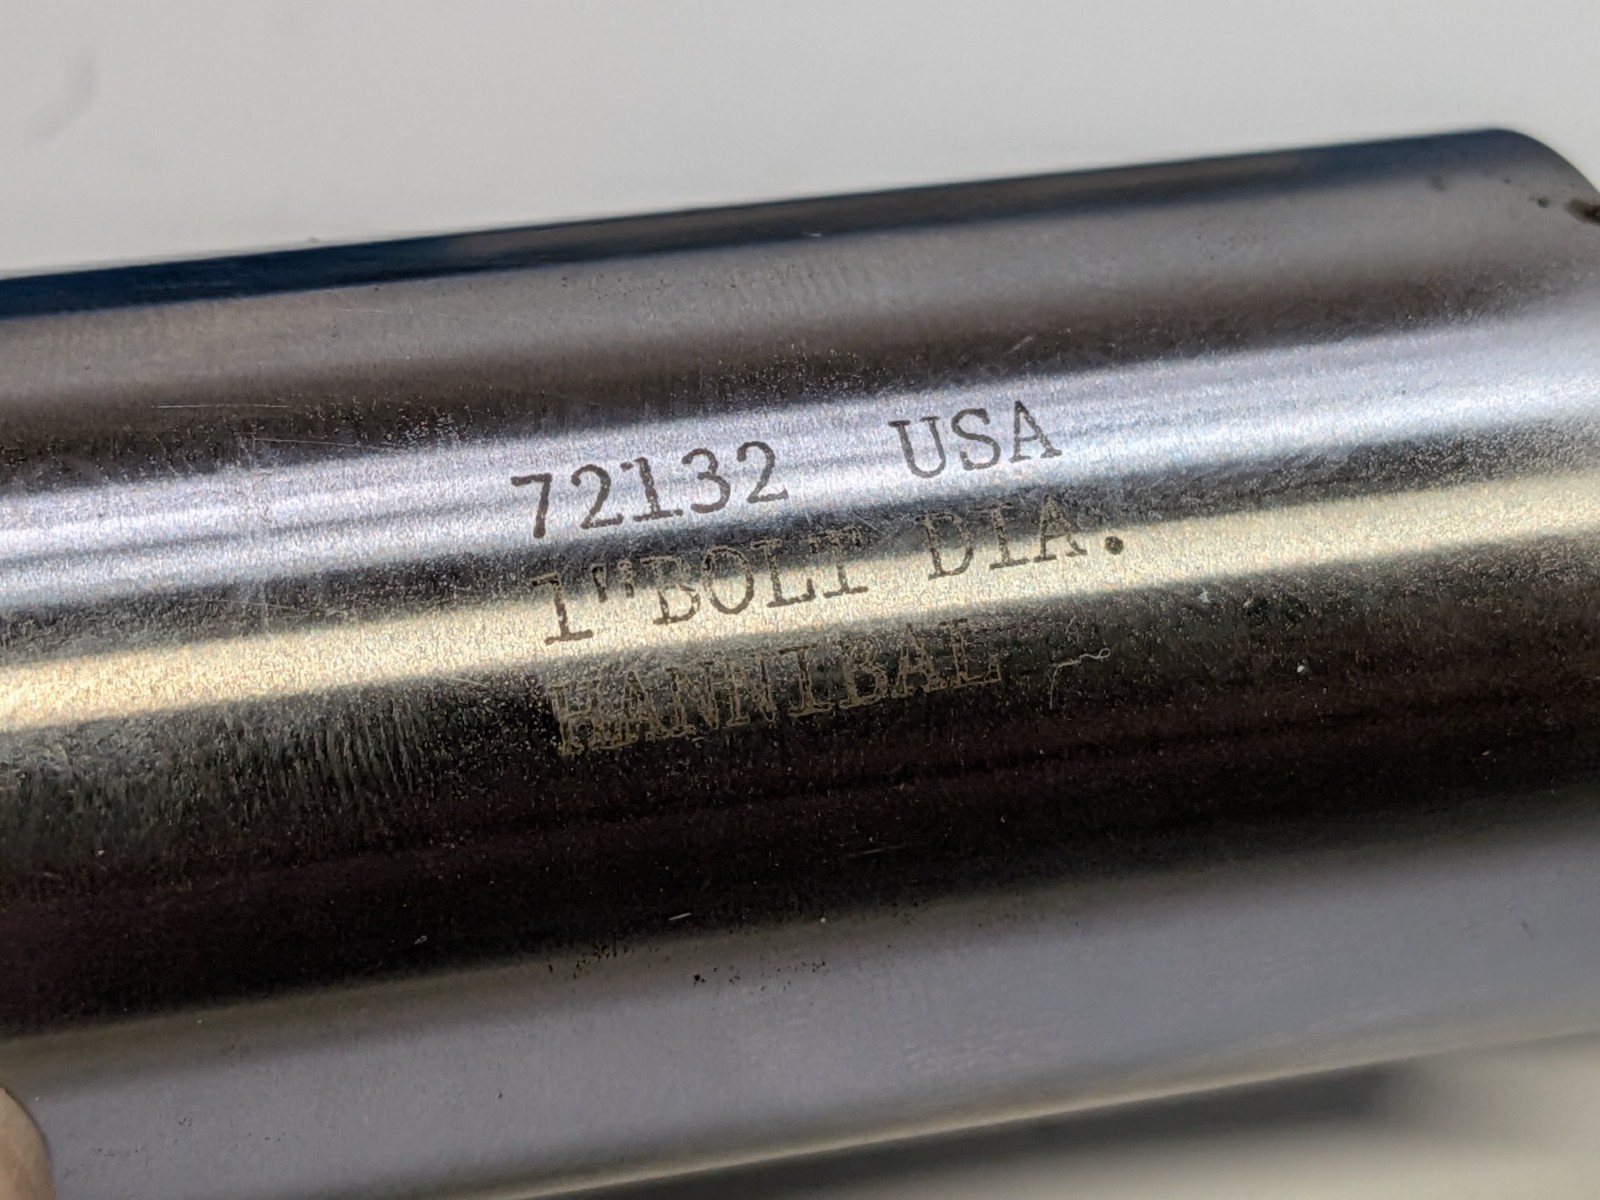 72132 USA
1"BOLT DIA.
HANNIBAL